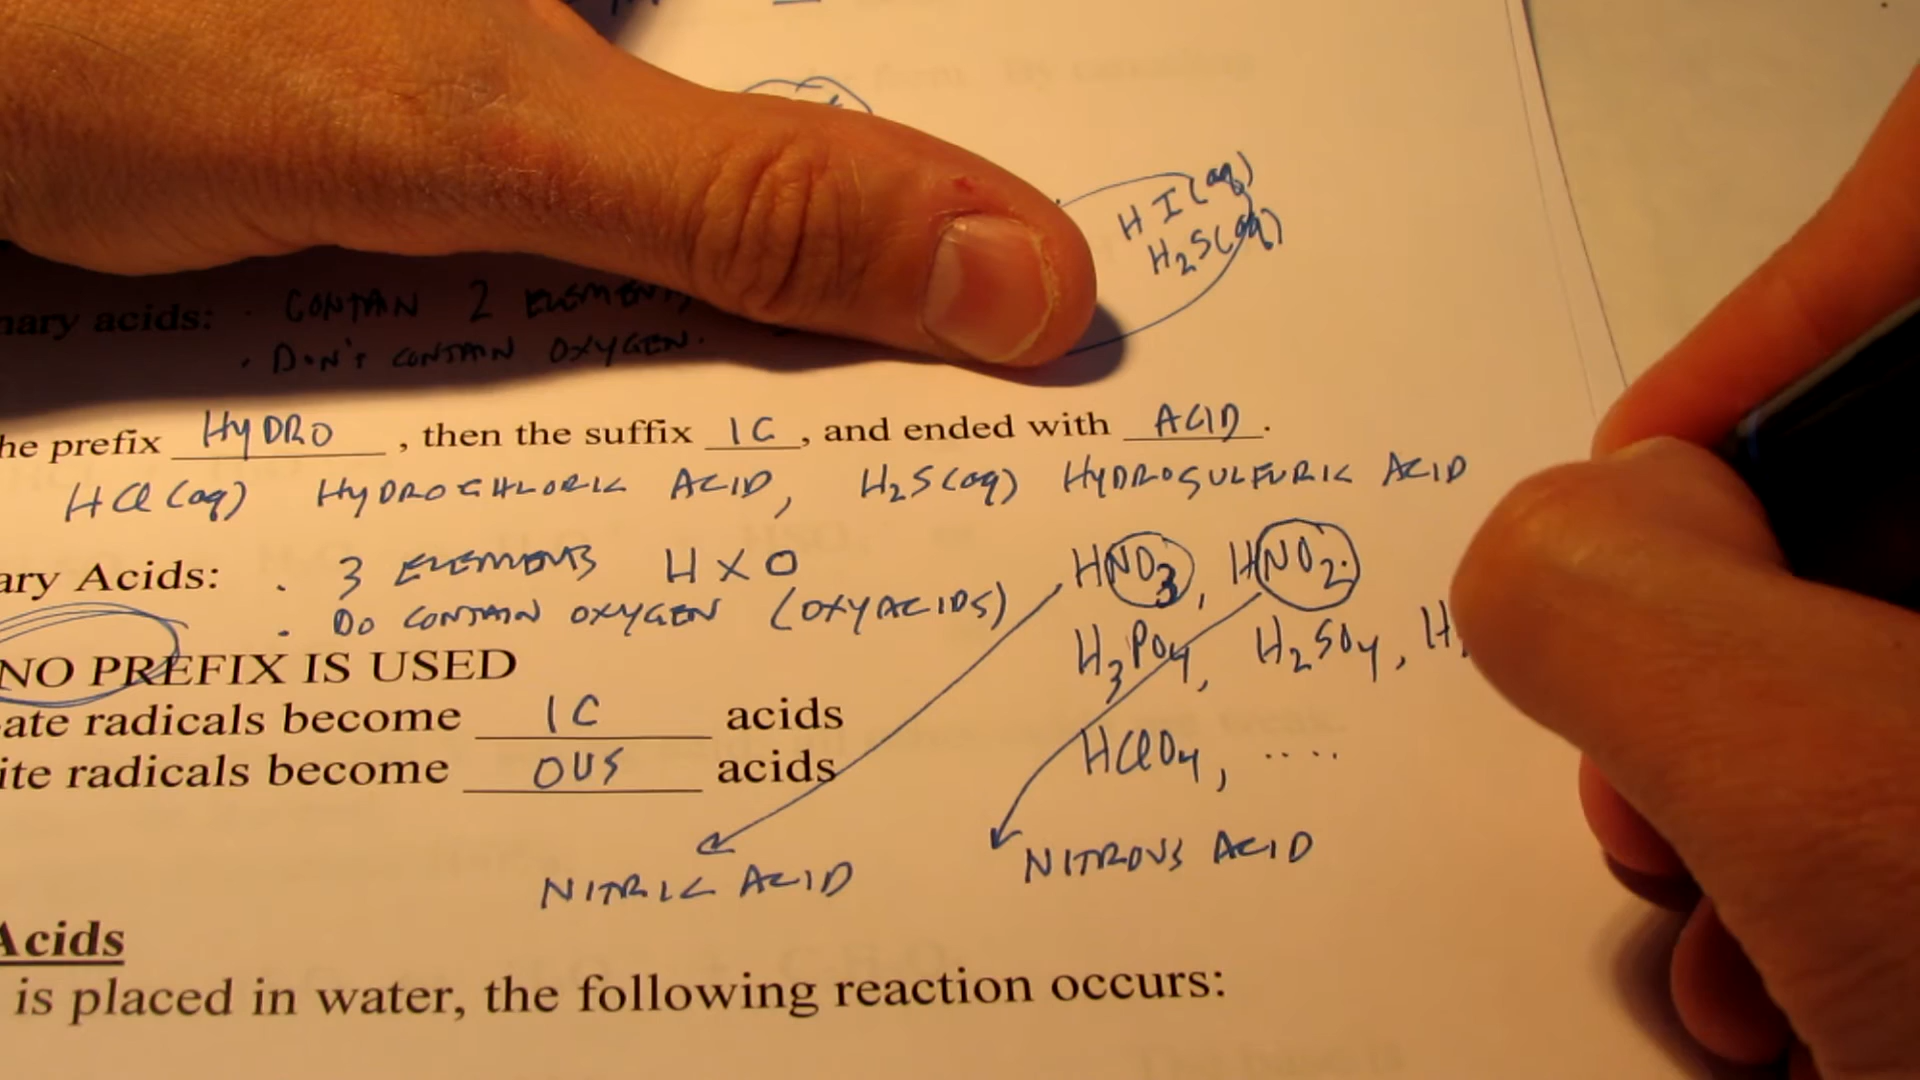 HI(aq)
H2S(aq)
nary acids: · CONTAIN 2 ELEMENTS
· DON'T CONTAIN OXYGEN.
he prefix HYDRO, then the suffix IC, and ended with ACID.
HCl(aq) HYDROCHLORIC ACID, H2S(aq) HYDROSULFURIC ACID
ary Acids: · 3 ELEMENTS HXO HNO3, HNO2
· DO CONTAIN OXYGEN (OXYACIDS)
H3PO4, H2SO4, H
NO PREFIX IS USED
ate radicals become IC acids
HClO4, ....
ite radicals become OUS acids
NITRIC ACID NITROUS ACID
Acids
is placed in water, the following reaction occurs: